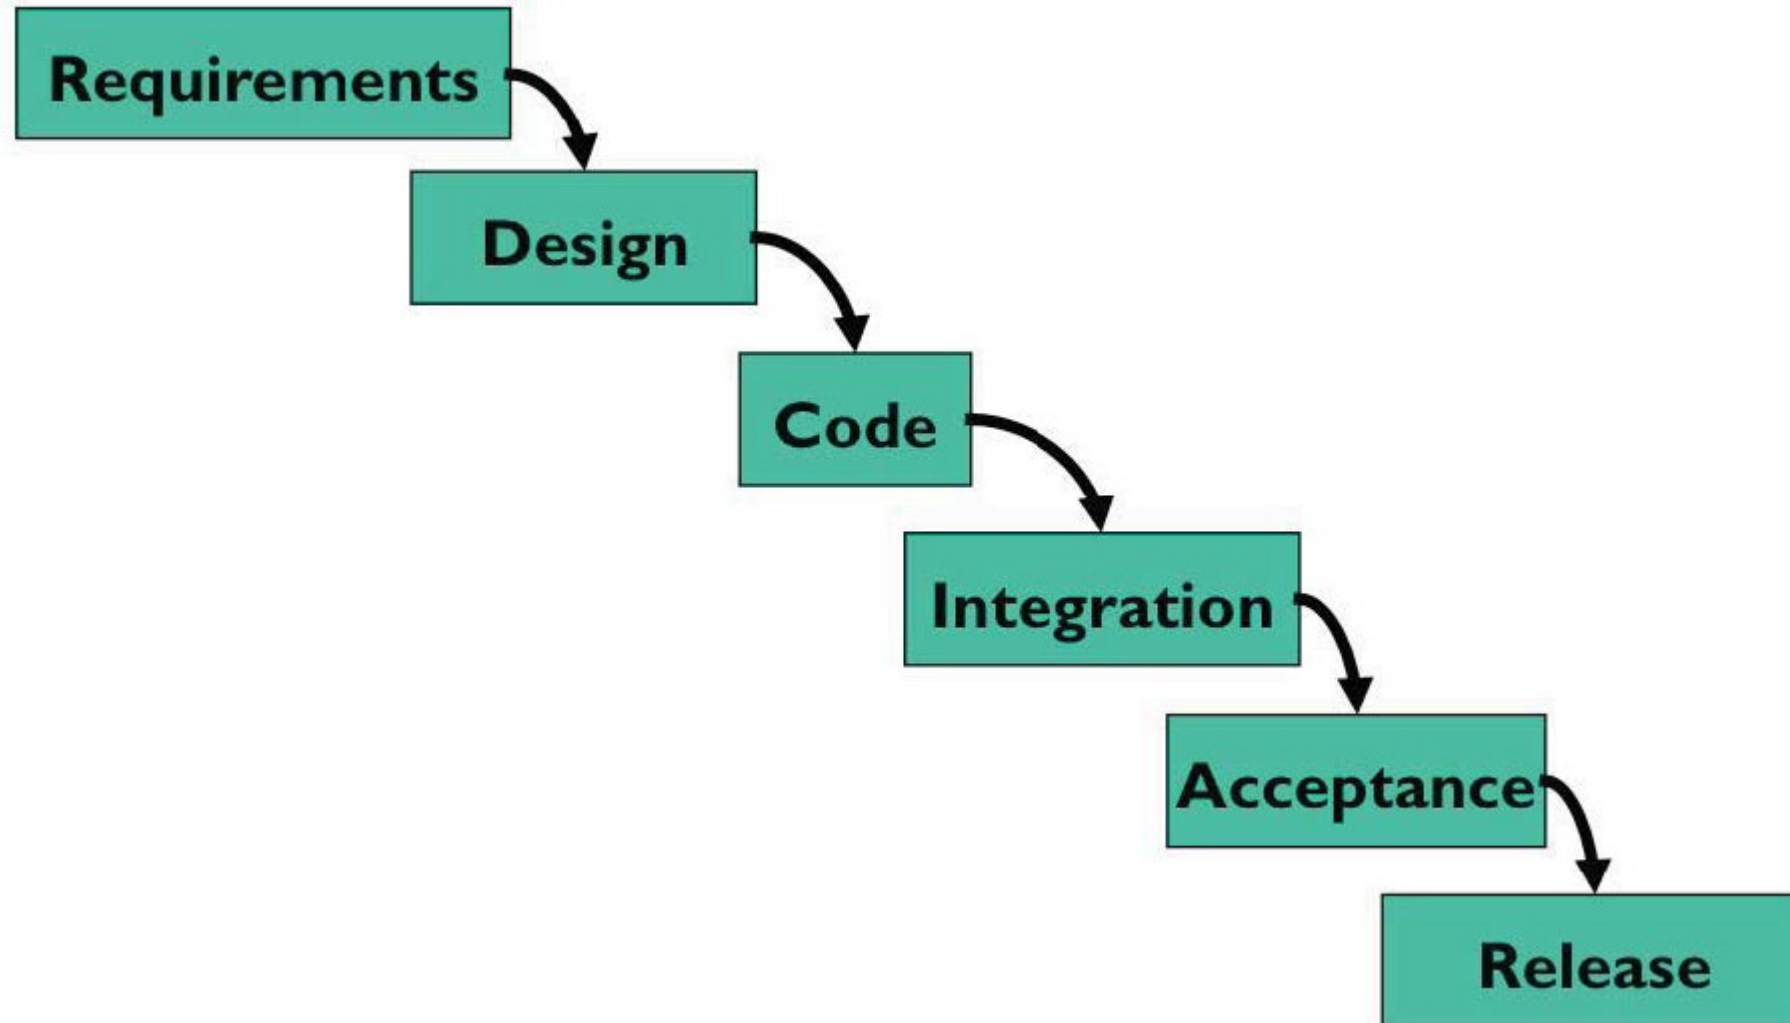 Requirements
Design
Code
Integration
Acceptance
Release